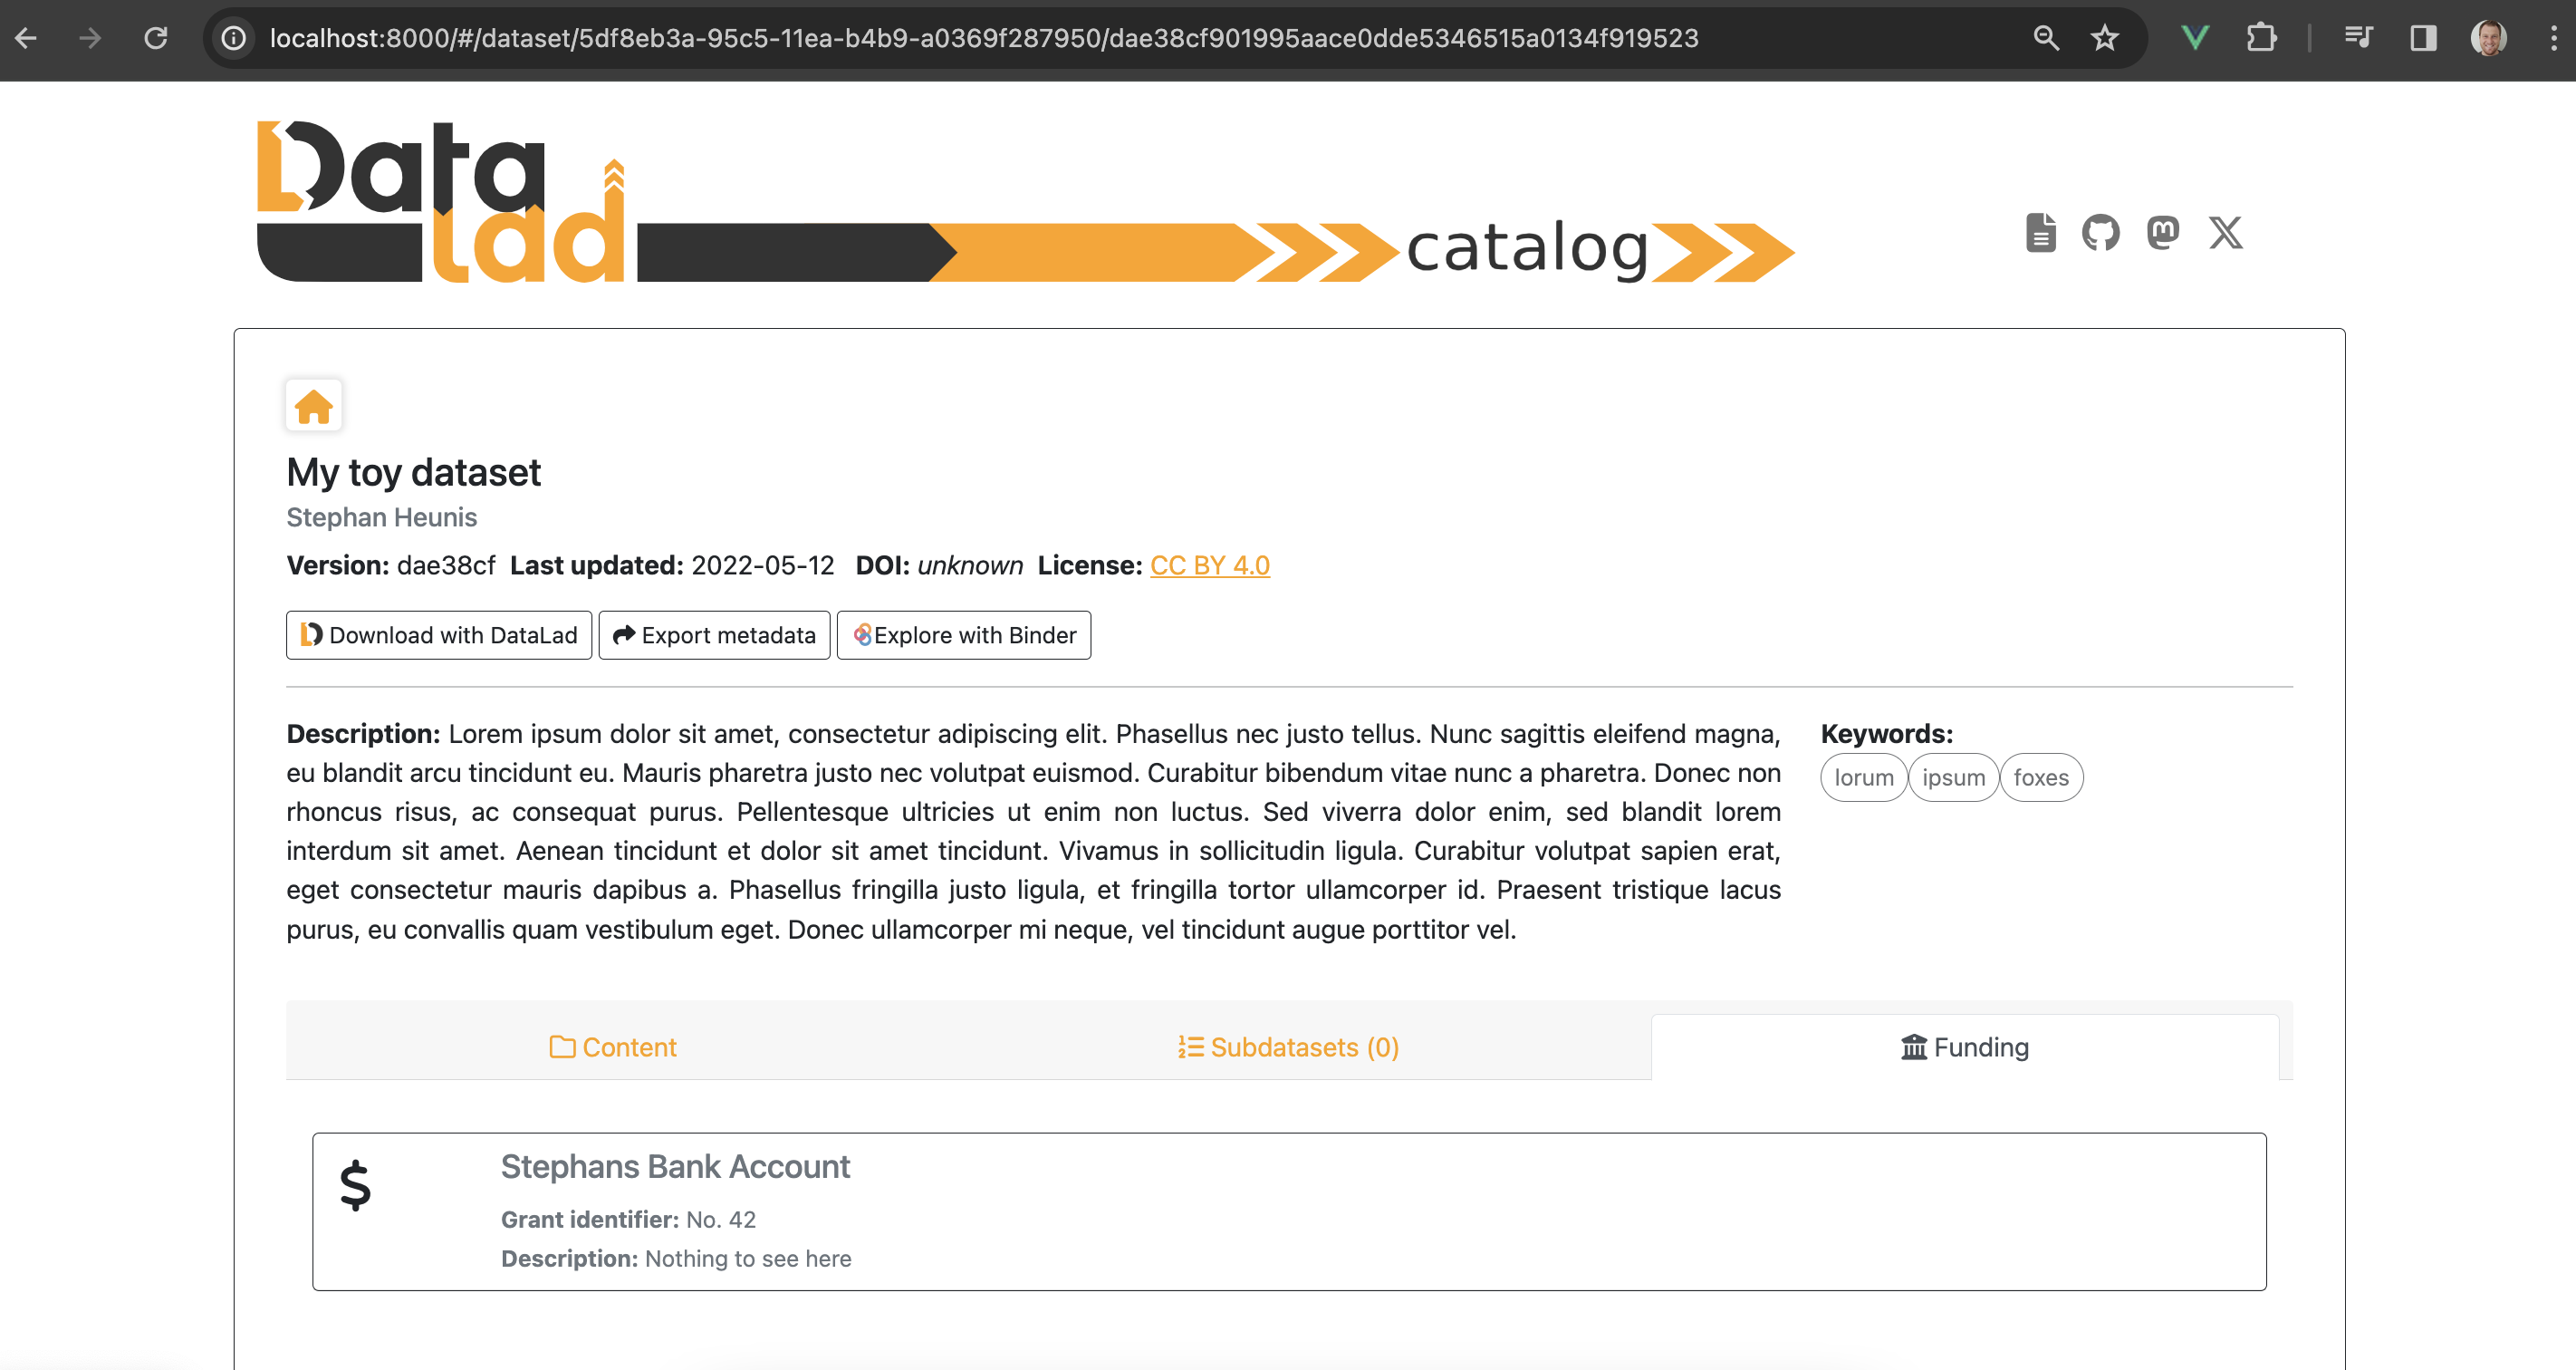 localhost:8000/#/dataset/5df8eb3a-95c5-11ea-b4b9-a0369f287950/dae38cf901995aace0dde5346515a0134f919523
Data
lad
catalog
My toy dataset
Stephan Heunis
Version: dae38cf Last updated: 2022-05-12 DOI: unknown License: CC BY 4.0
Download with DataLad Export metadata Explore with Binder
Description: Lorem ipsum dolor sit amet, consectetur adipiscing elit. Phasellus nec justo tellus. Nunc sagittis eleifend magna,
eu blandit arcu tincidunt eu. Mauris pharetra justo nec volutpat euismod. Curabitur bibendum vitae nunc a pharetra. Donec non
rhoncus risus, ac consequat purus. Pellentesque ultricies ut enim non luctus. Sed viverra dolor enim, sed blandit lorem
interdum sit amet. Aenean tincidunt et dolor sit amet tincidunt. Vivamus in sollicitudin ligula. Curabitur volutpat sapien erat,
eget consectetur mauris dapibus a. Phasellus fringilla justo ligula, et fringilla tortor ullamcorper id. Praesent tristique lacus
purus, eu convallis quam vestibulum eget. Donec ullamcorper mi neque, vel tincidunt augue porttitor vel.
Keywords:
lorum ipsum foxes
Content Subdatasets (0) Funding
$
Stephans Bank Account
Grant identifier: No. 42
Description: Nothing to see here